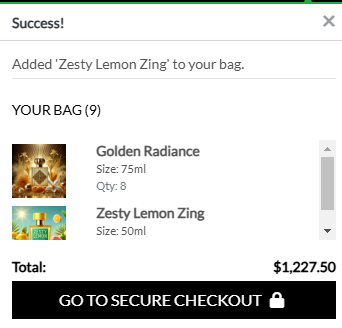 Success!
×
Added 'Zesty Lemon Zing' to your bag.
YOUR BAG (9)
Golden Radiance
Size: 75ml
Qty: 8
Zesty Lemon Zing
Size: 50ml
Total: $1,227.50
GO TO SECURE CHECKOUT